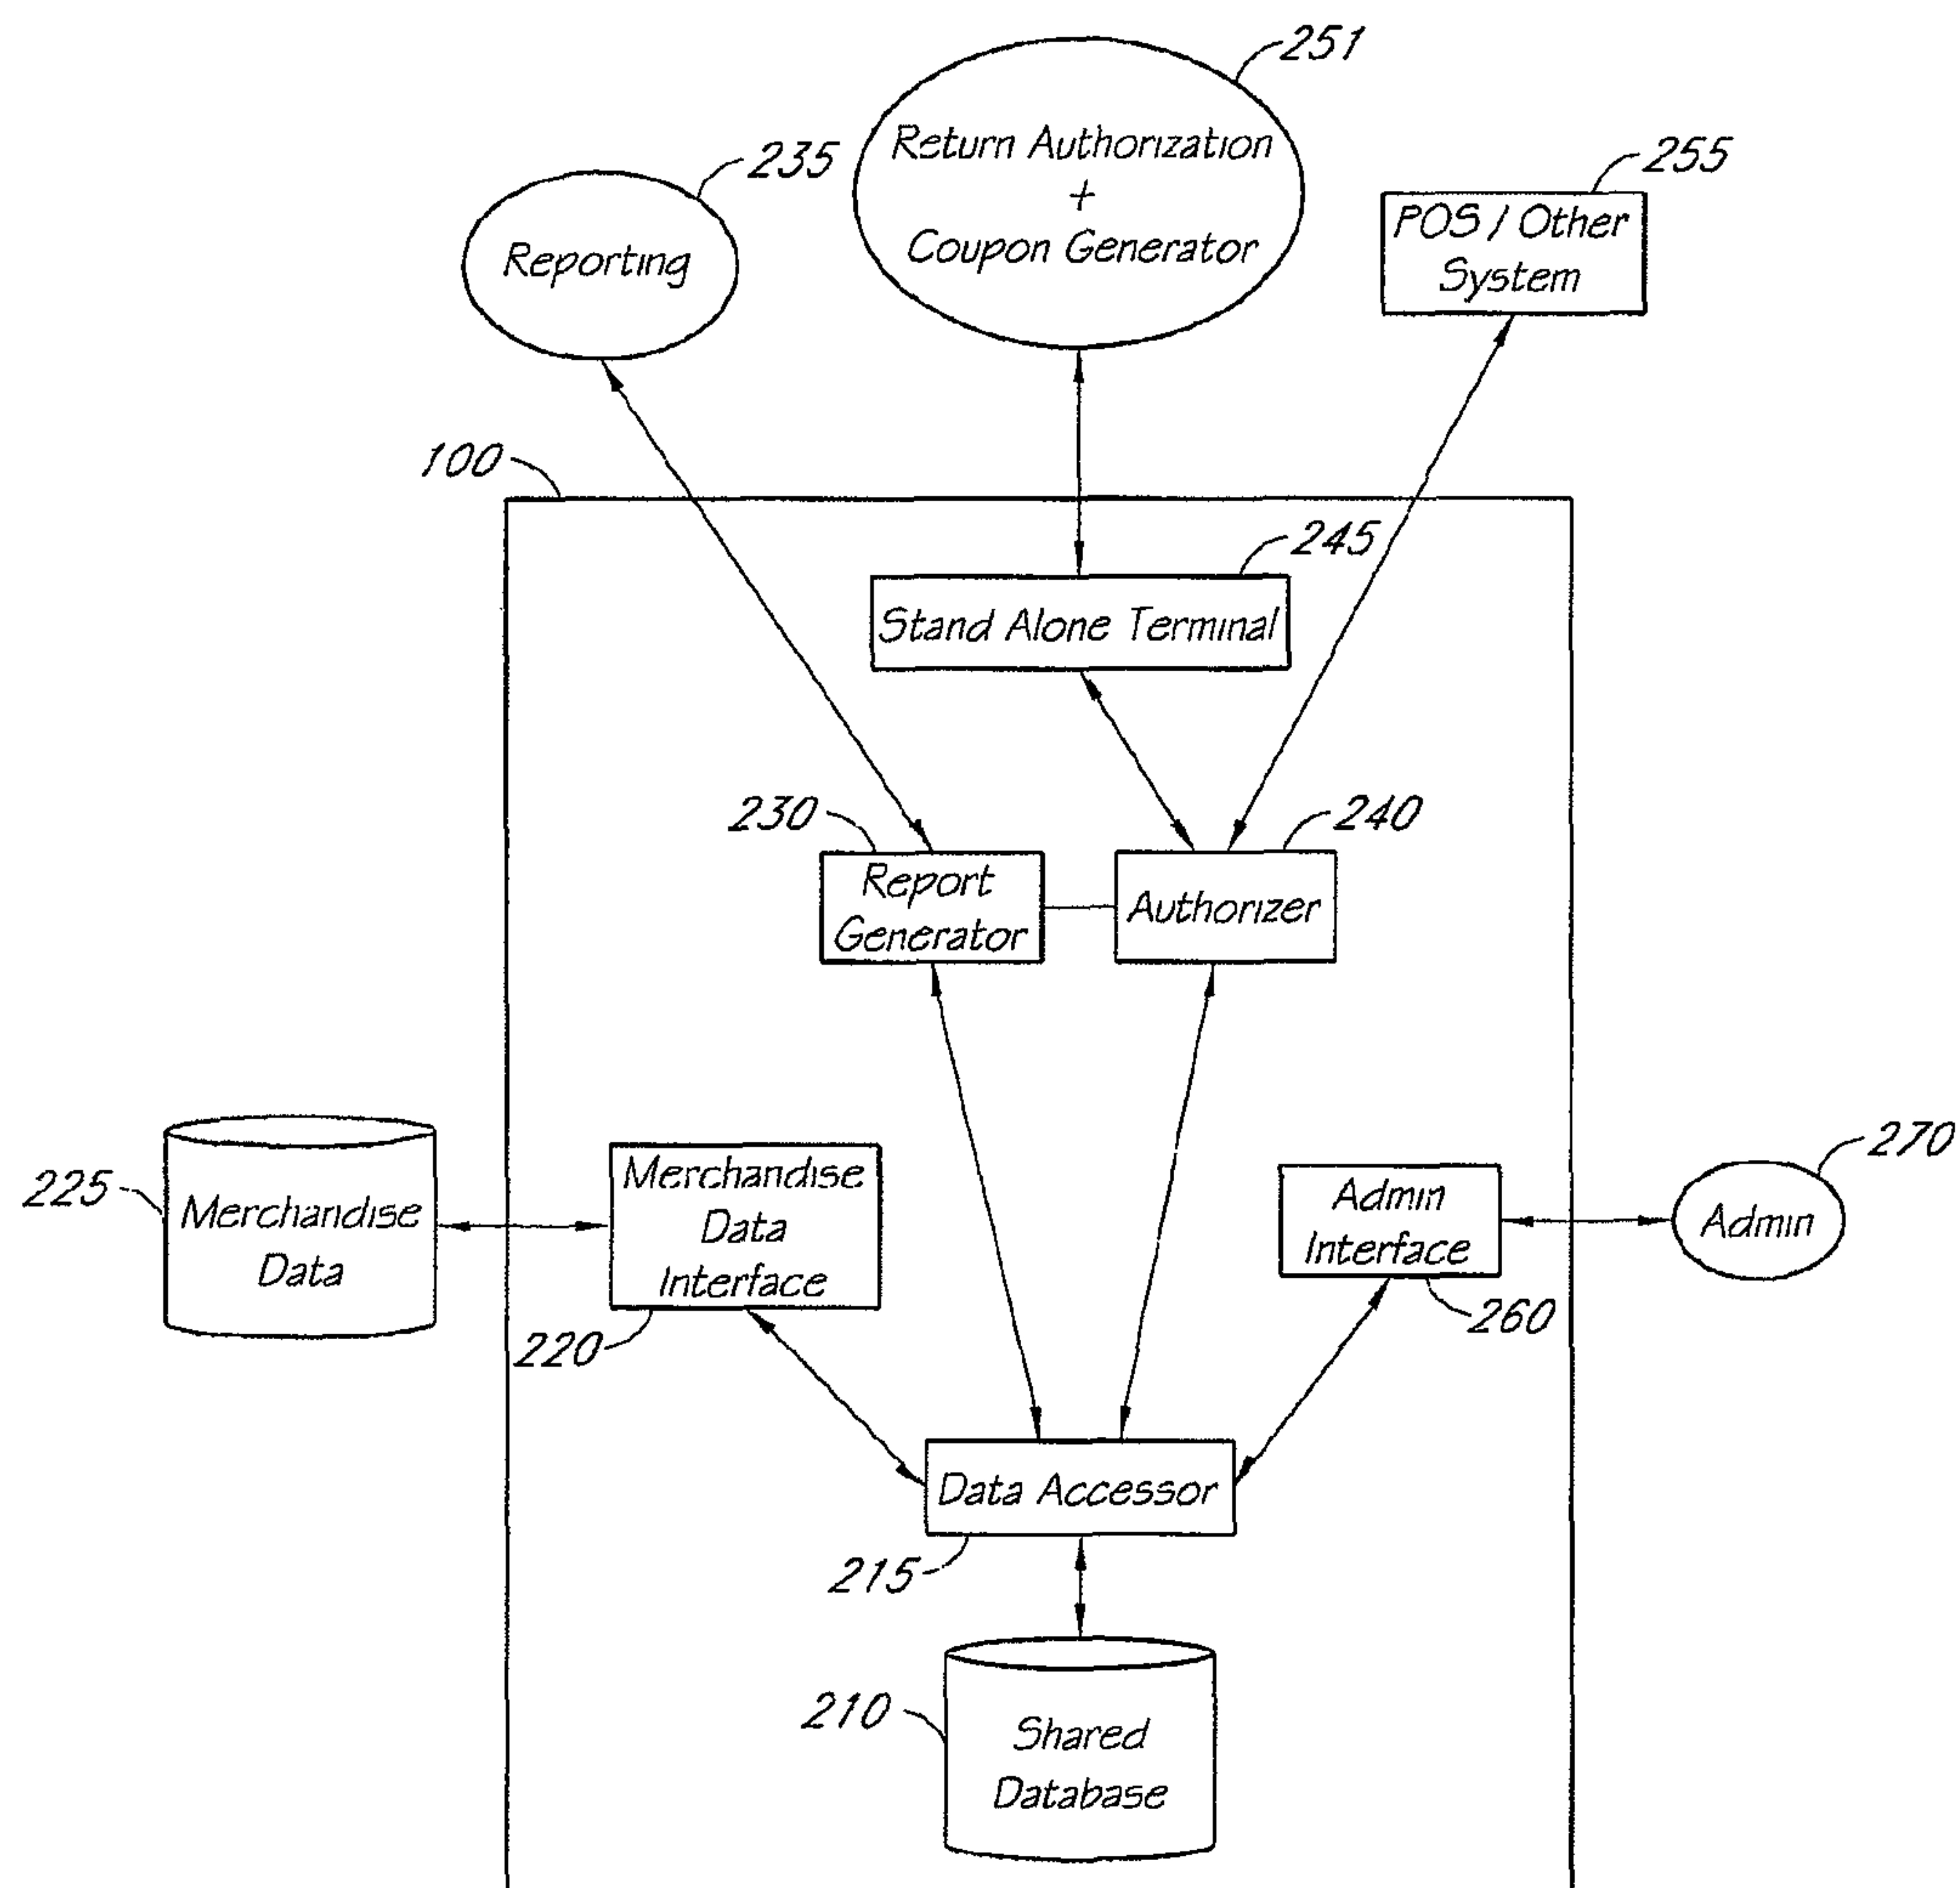 251
Return Authorization
+
Coupon Generator
235
Reporting
255
POS / Other
System
100
245
Stand Alone Terminal
230
Report
Generator
240
Authorizer
225
Merchandise
Data
Merchandise
Data
Interface
220
Admin
Interface
260
270
Admin
Data Accessor
215
210
Shared
Database